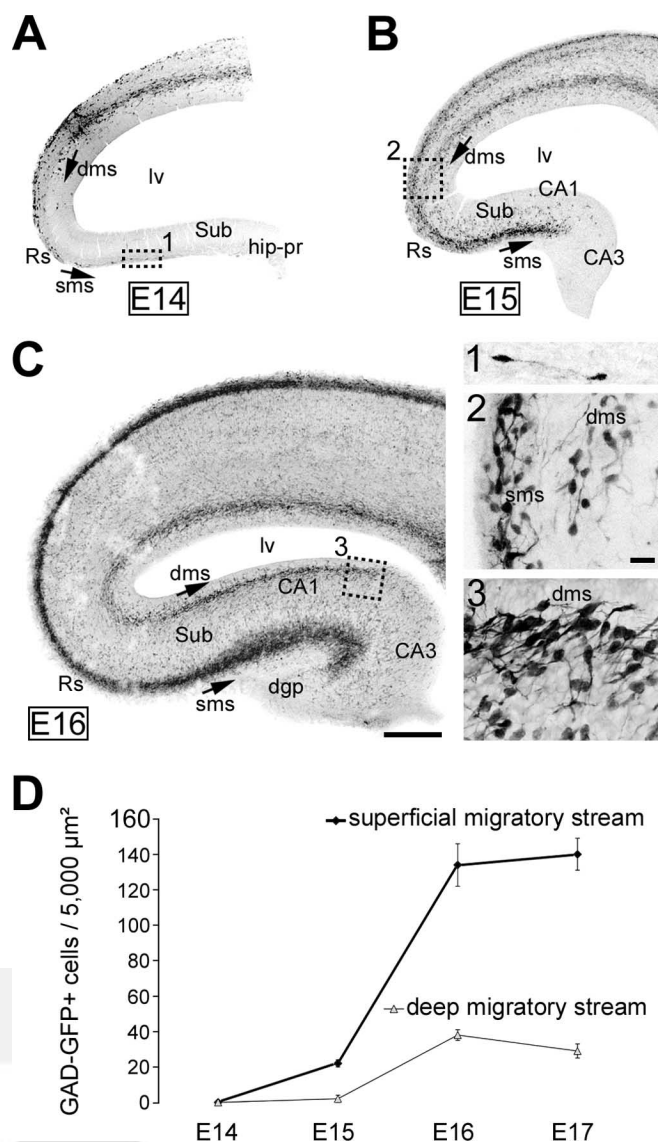 A
dms
lv
1
Sub
Rs
hip-pr
sms
E14
B
2
dms
lv
CA1
Sub
Rs
CA3
sms
E15
C
lv
3
dms
CA1
Sub
CA3
Rs
dgp
sms
E16
1
2
dms
sms
3
dms
D
GAD-GFP+ cells / 5,000 µm²
160
140
120
100
80
60
40
20
0
superficial migratory stream
deep migratory stream
E14 E15 E16 E17